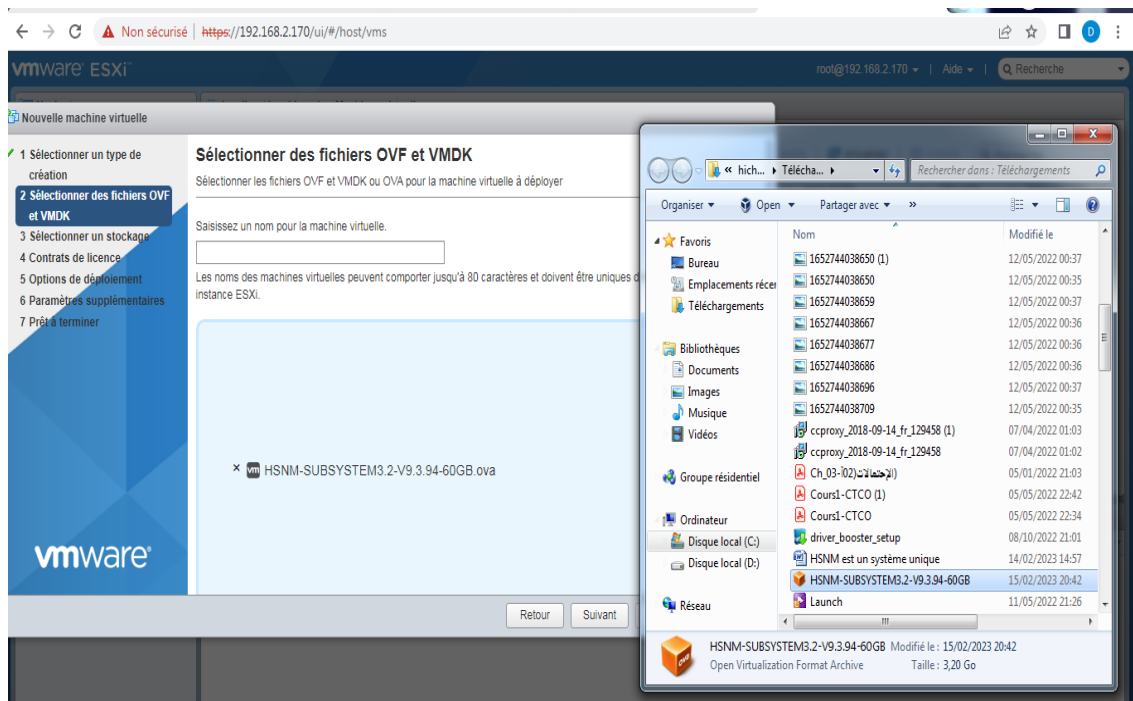 Non sécurisé | https://192.168.2.170/ui/#/host/vms
D
vmware ESXi
root@192.168.2.170 | Aide |
Recherche
Nouvelle machine virtuelle
1 Sélectionner un type de
création
2 Sélectionner des fichiers OVF
et VMDK
3 Sélectionner un stockage
4 Contrats de licence
5 Options de déploiement
6 Paramètres supplémentaires
7 Prêt à terminer
vmware
Sélectionner des fichiers OVF et VMDK
Sélectionner les fichiers OVF et VMDK ou OVA pour la machine virtuelle à déployer
Saisissez un nom pour la machine virtuelle.
Les noms des machines virtuelles peuvent comporter jusqu'à 80 caractères et doivent être uniques d
instance ESXi.
× vm HSNM-SUBSYSTEM3.2-V9.3.94-60GB.ova
Retour
Suivant
« hich... Télécha...
Rechercher dans : Téléchargements
Organiser
Open
Partager avec
»
Favoris
Bureau
Emplacements récer
Téléchargements
Bibliothèques
Documents
Images
Musique
Vidéos
Groupe résidentiel
Ordinateur
Disque local (C:)
Disque local (D:)
Réseau
Nom Modifié le
1652744038650 (1) 12/05/2022 00:37
1652744038650 12/05/2022 00:35
1652744038659 12/05/2022 00:37
1652744038667 12/05/2022 00:36
1652744038677 12/05/2022 00:36
1652744038686 12/05/2022 00:36
1652744038696 12/05/2022 00:37
1652744038709 12/05/2022 00:35
ccproxy_2018-09-14_fr_129458 (1) 07/04/2022 01:03
ccproxy_2018-09-14_fr_129458 07/04/2022 01:02
05/01/2022 21:03
Cours1-CTCO (1) 05/05/2022 22:42
Cours1-CTCO 05/05/2022 22:34
driver_booster_setup 08/10/2022 21:01
HSNM est un système unique 14/02/2023 14:57
HSNM-SUBSYSTEM3.2-V9.3.94-60GB 15/02/2023 20:42
Launch 11/05/2022 21:26
HSNM-SUBSYSTEM3.2-V9.3.94-60GB Modifié le : 15/02/2023 20:42
Open Virtualization Format Archive Taille : 3,20 Go